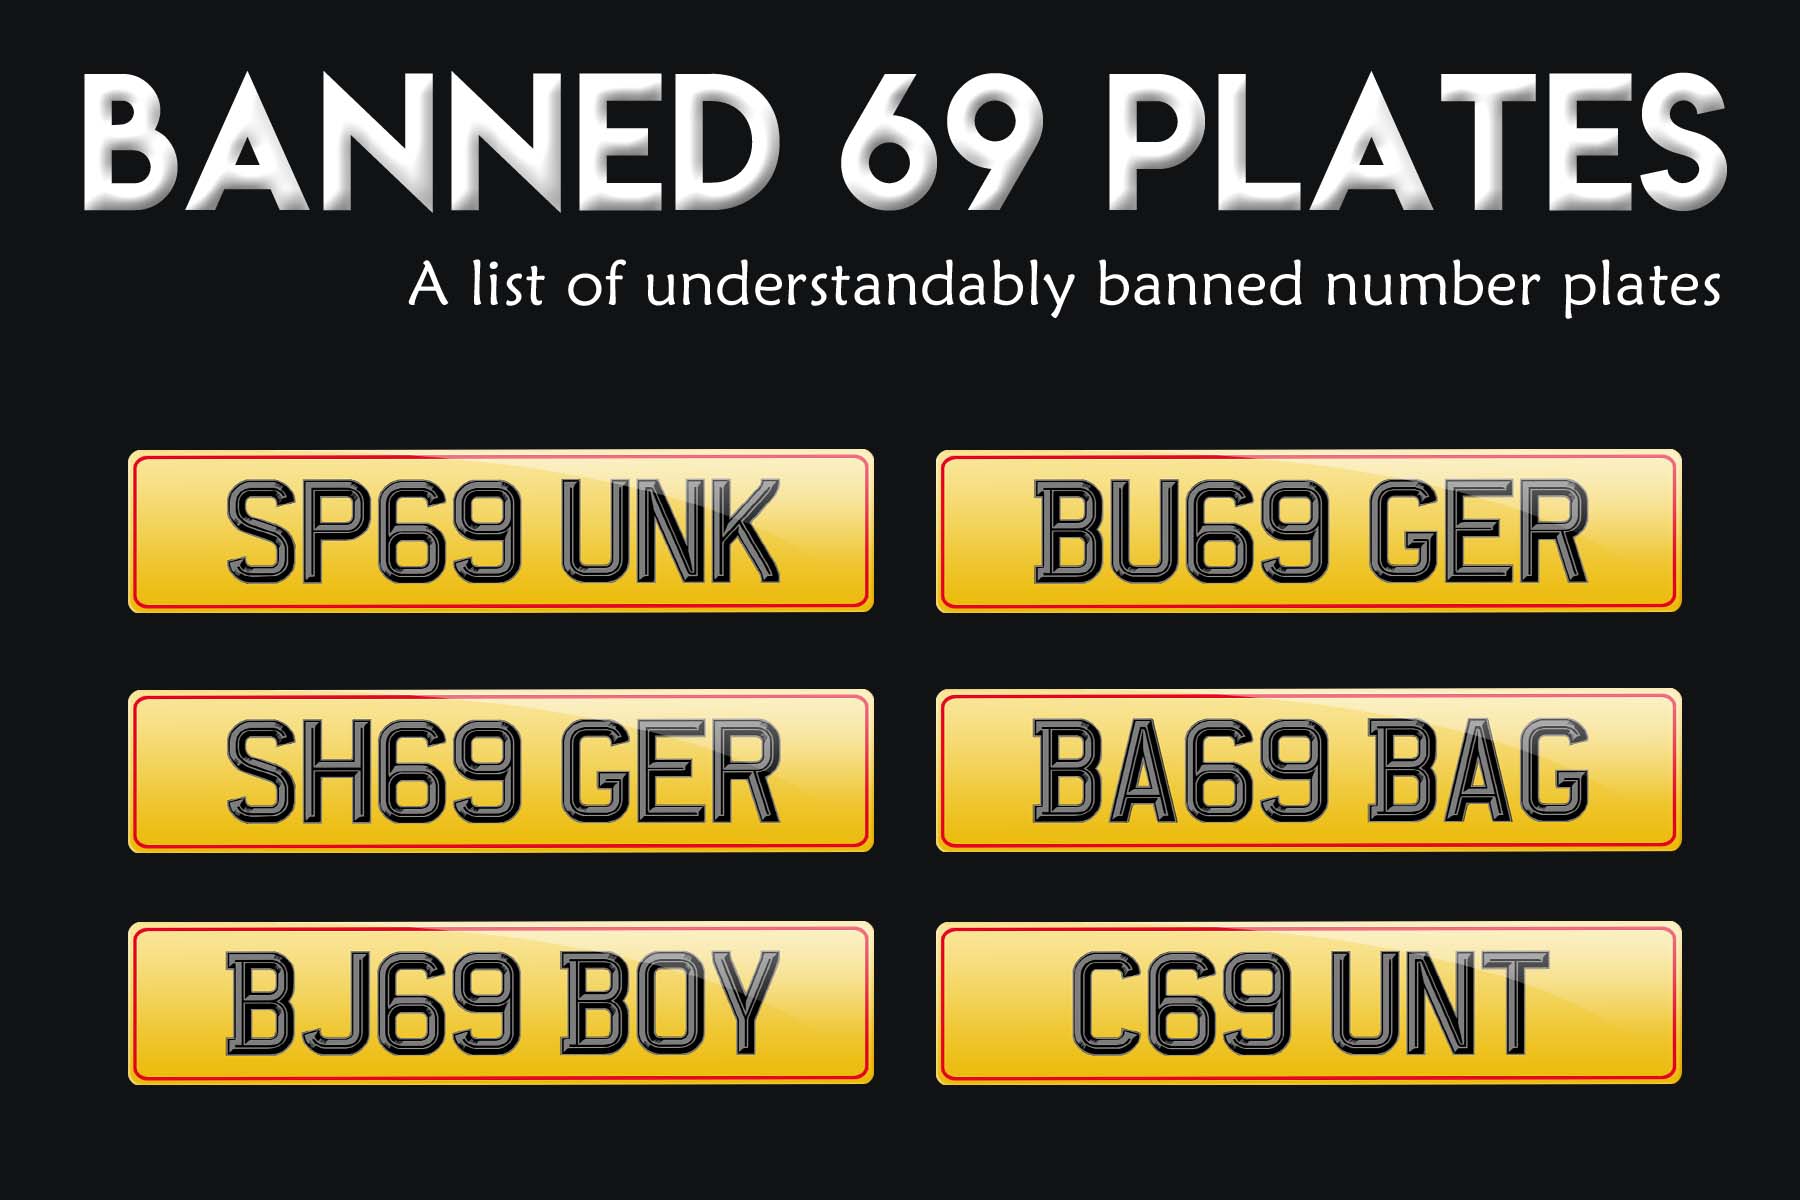 BANNED 69 PLATES
A list of understandably banned number plates
SP69 UNK
BU69 GER
SH69 GER
BA69 BAG
BJ69 BOY
C69 UNT